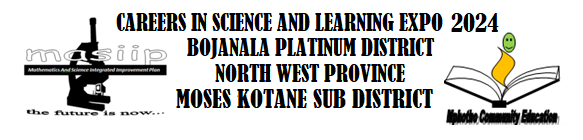 CAREERS IN SCIENCE AND LEARNING EXPO 2024
BOJANALA PLATINUM DISTRICT
NORTH WEST PROVINCE
MOSES KOTANE SUB DISTRICT
masiip
Mathematics And Science Integrated Improvement Plan
the future is now...
Mphotho Community Education